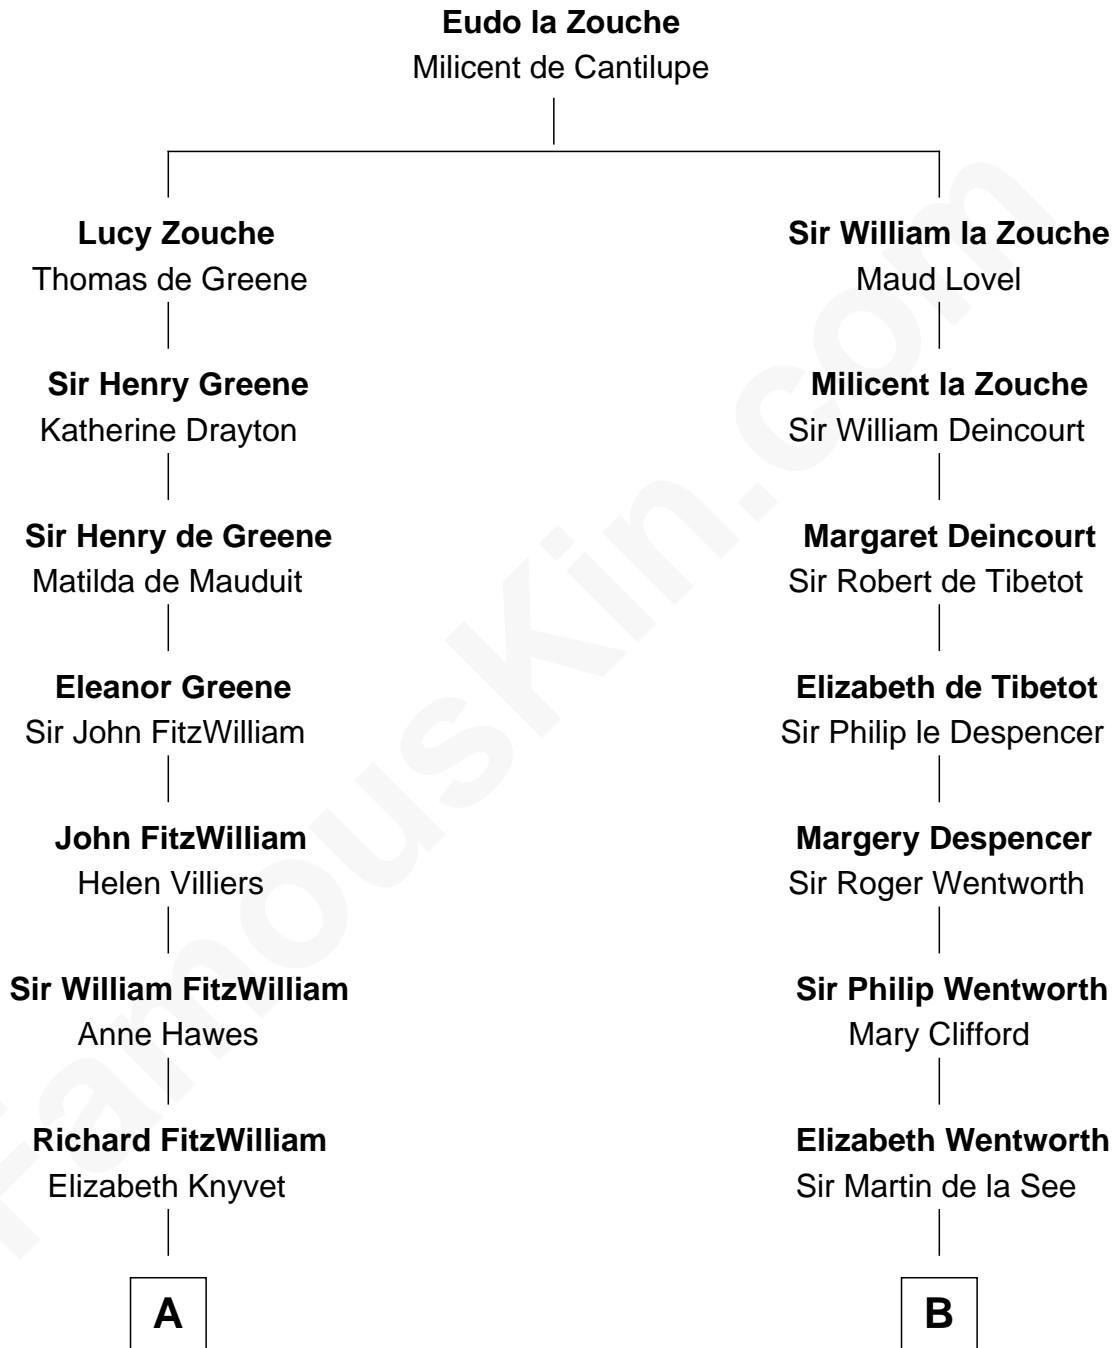 Eudo la Zouche
Milicent de Cantilupe
Lucy Zouche
Thomas de Greene
Sir Henry Greene
Katherine Drayton
Sir Henry de Greene
Matilda de Mauduit
Eleanor Greene
Sir John FitzWilliam
John FitzWilliam
Helen Villiers
Sir William FitzWilliam
Anne Hawes
Richard FitzWilliam
Elizabeth Knyvet
A
Sir William la Zouche
Maud Lovel
Milicent la Zouche
Sir William Deincourt
Margaret Deincourt
Sir Robert de Tibetot
Elizabeth de Tibetot
Sir Philip le Despencer
Margery Despencer
Sir Roger Wentworth
Sir Philip Wentworth
Mary Clifford
Elizabeth Wentworth
Sir Martin de la See
B
FamousKin.com